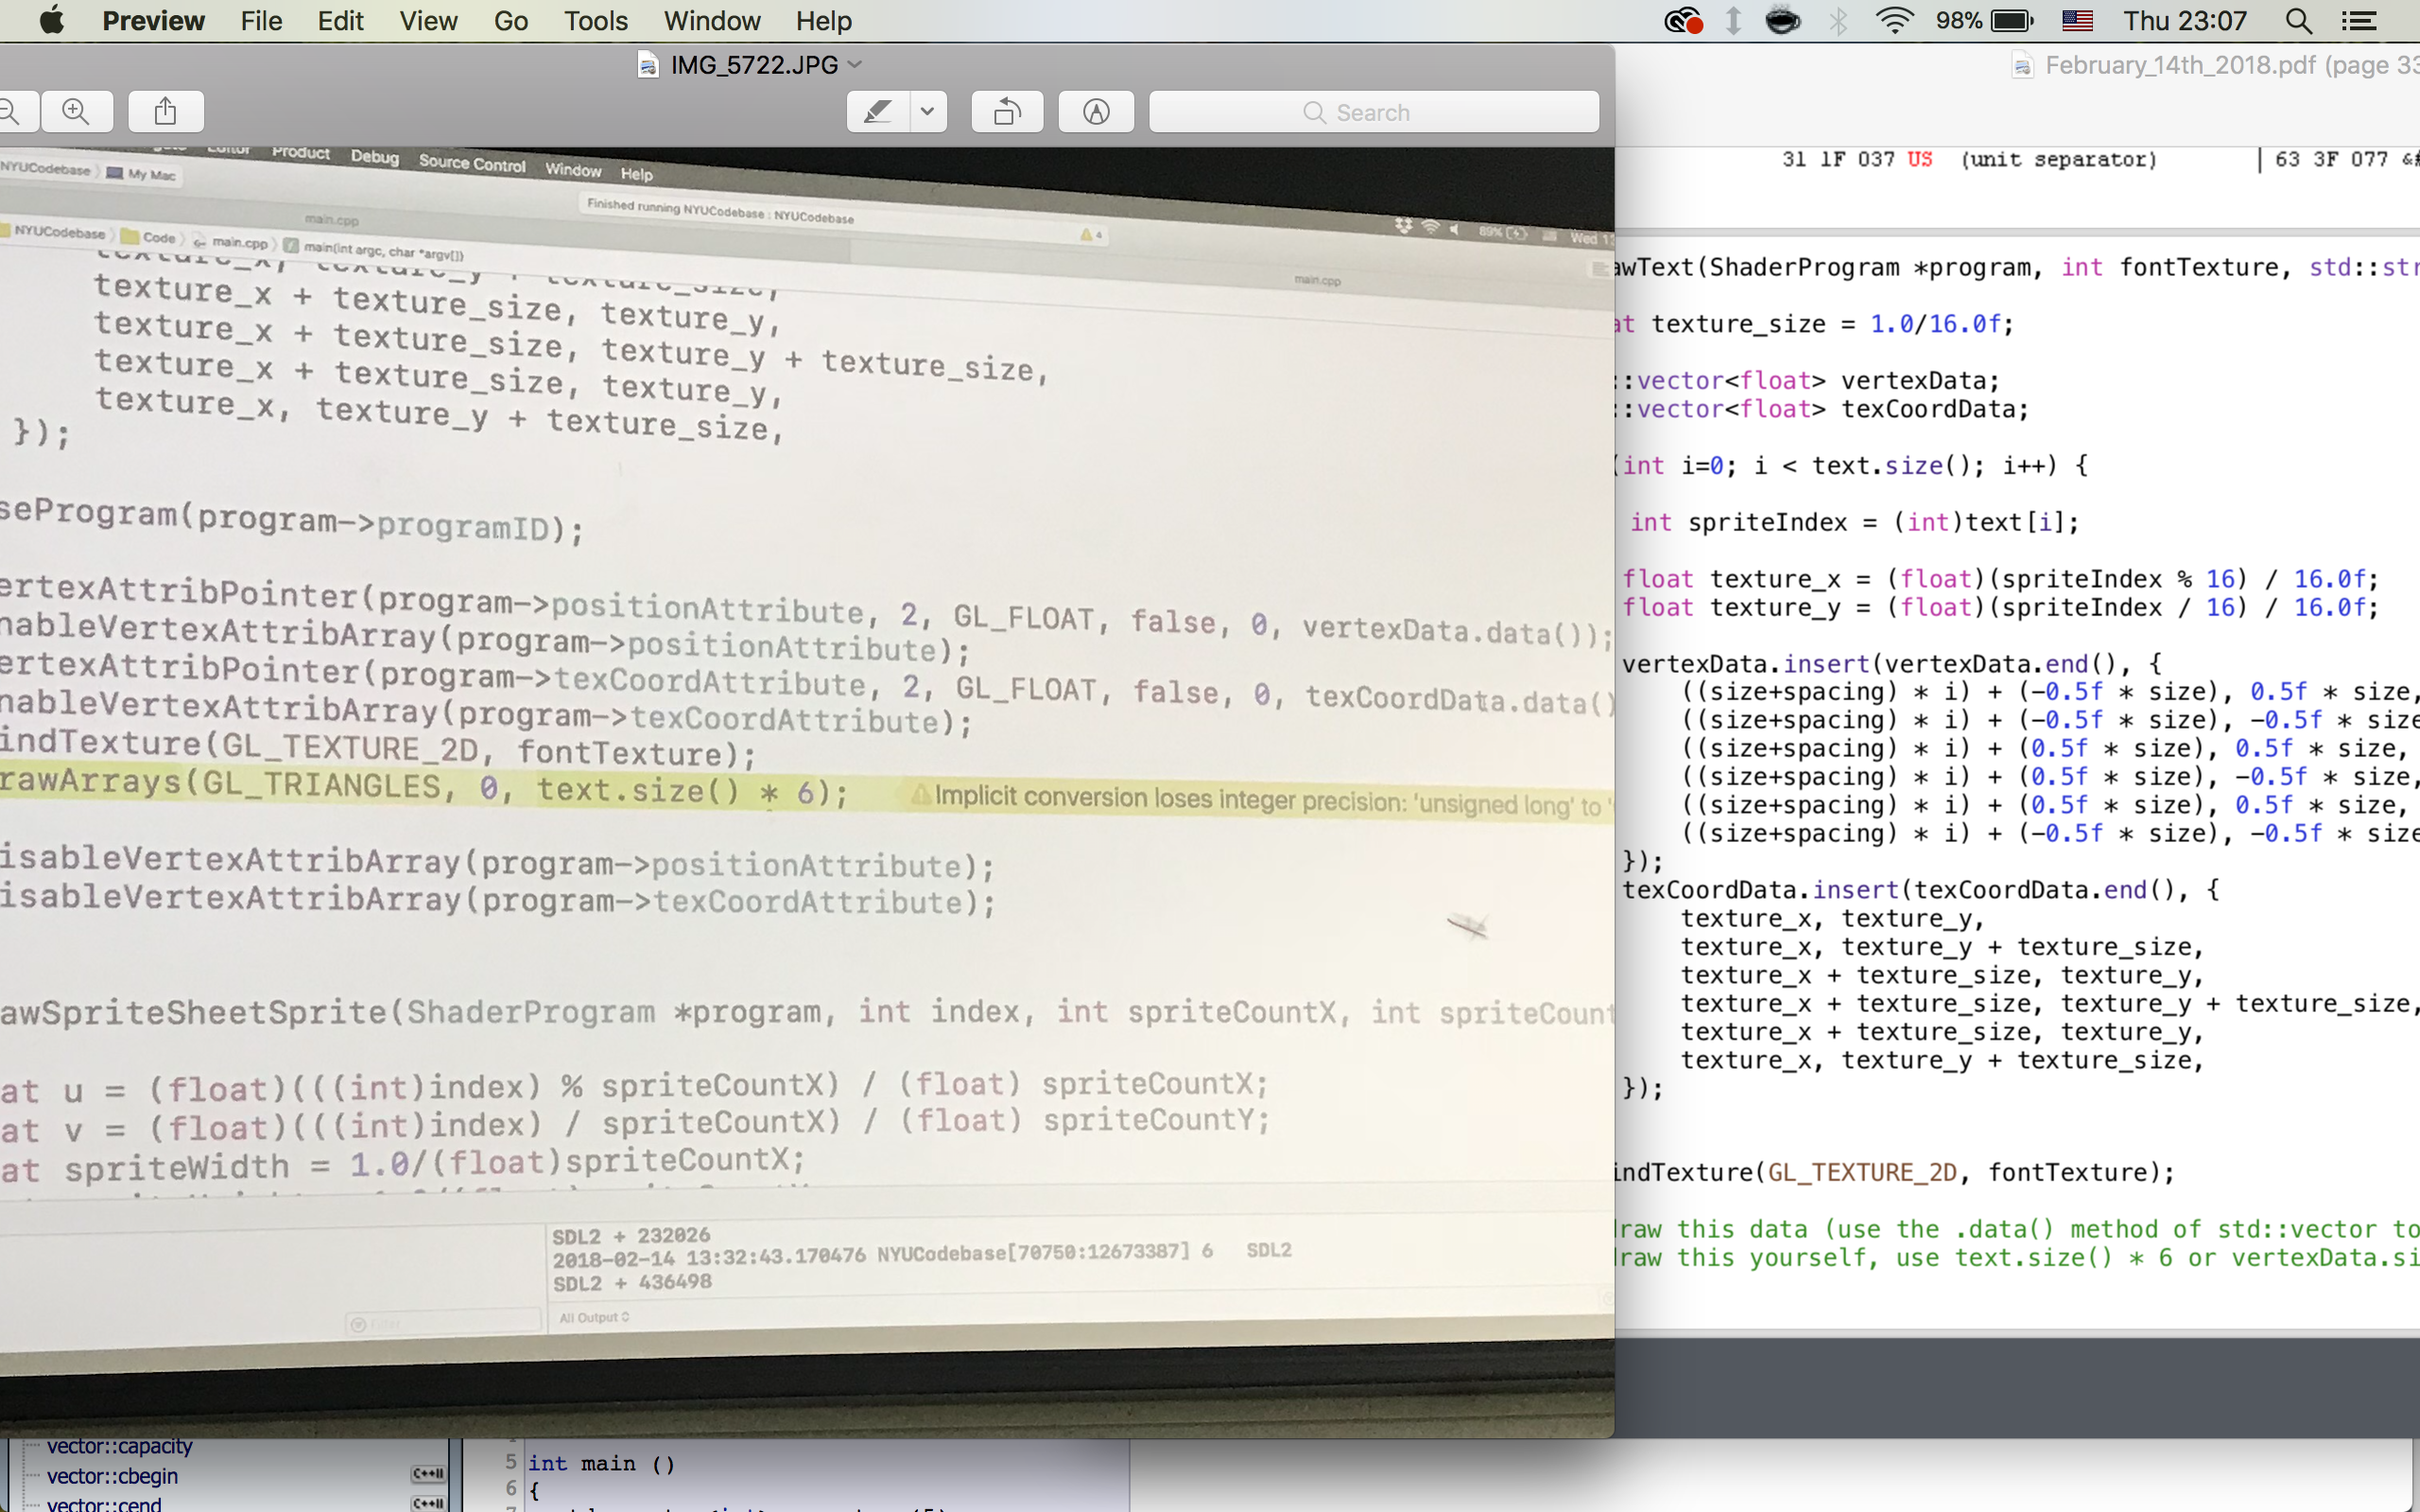 Preview File Edit View Go Tools Window Help 98% Thu 23:07
IMG_5722.JPG
Search
Product Debug Source Control Window Help
NYUCodebase My Mac
Finished running NYUCodebase : NYUCodebase
4
89% Wed
main.cpp
main.cpp
NYUCodebase Code main.cpp main(int argc, char *argv[])
texture_x, texture_y + texture_size,
texture_x + texture_size, texture_y,
texture_x + texture_size, texture_y + texture_size,
texture_x + texture_size, texture_y,
texture_x, texture_y + texture_size,
});
seProgram(program->programID);
ertexAttribPointer(program->positionAttribute, 2, GL_FLOAT, false, 0, vertexData.data());
nableVertexAttribArray(program->positionAttribute);
ertexAttribPointer(program->texCoordAttribute, 2, GL_FLOAT, false, 0, texCoordData.data()
nableVertexAttribArray(program->texCoordAttribute);
indTexture(GL_TEXTURE_2D, fontTexture);
rawArrays(GL_TRIANGLES, 0, text.size() * 6); Implicit conversion loses integer precision: 'unsigned long' to '
isableVertexAttribArray(program->positionAttribute);
isableVertexAttribArray(program->texCoordAttribute);
awSpriteSheetSprite(ShaderProgram *program, int index, int spriteCountX, int spriteCount
at u = (float)(((int)index) % spriteCountX) / (float) spriteCountX;
at v = (float)(((int)index) / spriteCountX) / (float) spriteCountY;
at spriteWidth = 1.0/(float)spriteCountX;
SDL2 + 232026
2018-02-14 13:32:43.170476 NYUCodebase[70750:12673387] 6 SDL2
SDL2 + 436498
Filter
All Output
February_14th_2018.pdf (page 33
31 1F 037 US (unit separator) | 63 3F 077 &#
awText(ShaderProgram *program, int fontTexture, std::str
at texture_size = 1.0/16.0f;
::vector<float> vertexData;
::vector<float> texCoordData;
(int i=0; i < text.size(); i++) {
int spriteIndex = (int)text[i];
float texture_x = (float)(spriteIndex % 16) / 16.0f;
float texture_y = (float)(spriteIndex / 16) / 16.0f;
vertexData.insert(vertexData.end(), {
((size+spacing) * i) + (-0.5f * size), 0.5f * size,
((size+spacing) * i) + (-0.5f * size), -0.5f * size
((size+spacing) * i) + (0.5f * size), 0.5f * size,
((size+spacing) * i) + (0.5f * size), -0.5f * size,
((size+spacing) * i) + (0.5f * size), 0.5f * size,
((size+spacing) * i) + (-0.5f * size), -0.5f * size
});
texCoordData.insert(texCoordData.end(), {
texture_x, texture_y,
texture_x, texture_y + texture_size,
texture_x + texture_size, texture_y,
texture_x + texture_size, texture_y + texture_size,
texture_x + texture_size, texture_y,
texture_x, texture_y + texture_size,
});
indTexture(GL_TEXTURE_2D, fontTexture);
raw this data (use the .data() method of std::vector to
raw this yourself, use text.size() * 6 or vertexData.si
vector::capacity
vector::cbegin C++11
vector::cend C++11
5 int main ()
6 {